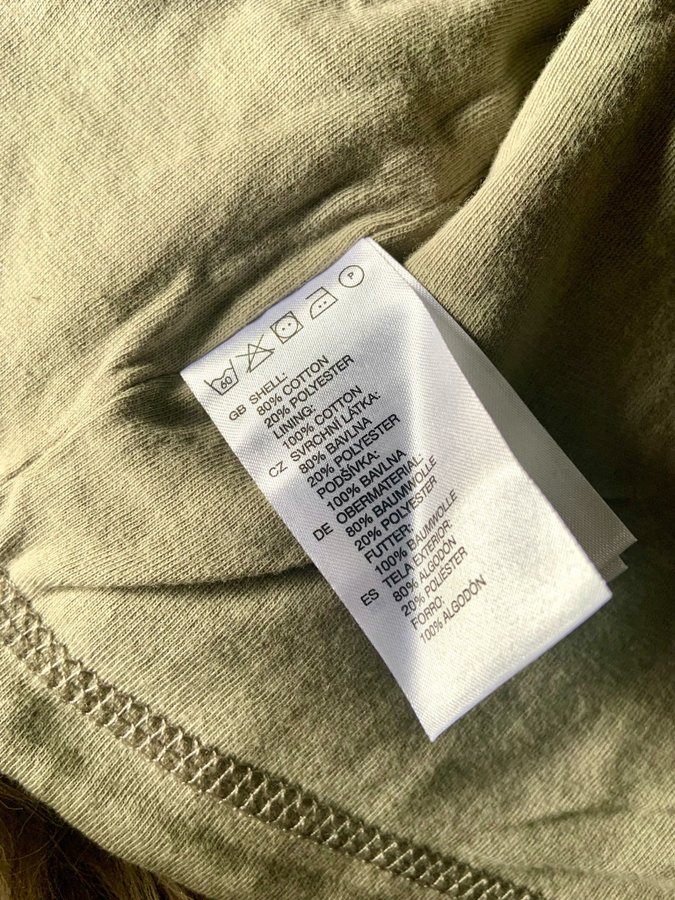 60 P
GB SHELL:
80% COTTON
20% POLYESTER
LINING:
100% COTTON
CZ SVRCHNI LÁTKA:
80% BAVLNA
20% POLYESTER
PODŠÍVKA:
100% BAVLNA
DE OBERMATERIAL:
80% BAUMWOLLE
20% POLYESTER
FUTTER:
100% BAUMWOLLE
ES TELA EXTERIOR:
80% ALGODÓN
20% POLIÉSTER
FORRO:
100% ALGODÓN